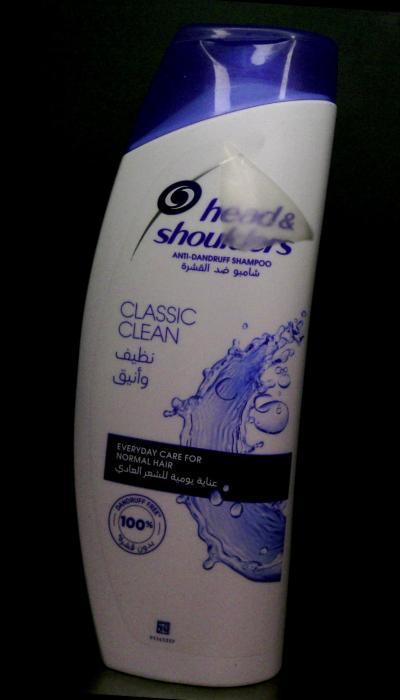 head &
shoulders
ANTI-DANDRUFF SHAMPOO
شامبو ضد القشرة
CLASSIC
CLEAN
نظيف
وأنيق
EVERYDAY CARE FOR
NORMAL HAIR
عناية يومية للشعر العادي
DANDRUFF FREE*
100%
بدون قشرة